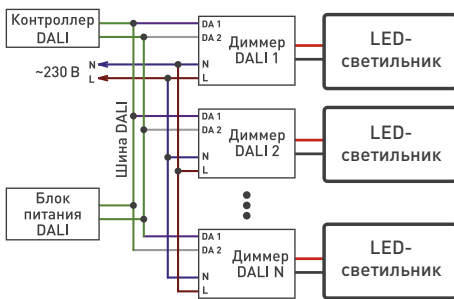 Контроллер
DALI
~230 В
N
L
Шина DALI
Блок
питания
DALI
DA 1
DA 2
N
L
Диммер
DALI 1
LED-
светильник
DA 1
DA 2
N
L
Диммер
DALI 2
LED-
светильник
DA 1
DA 2
N
L
Диммер
DALI N
LED-
светильник